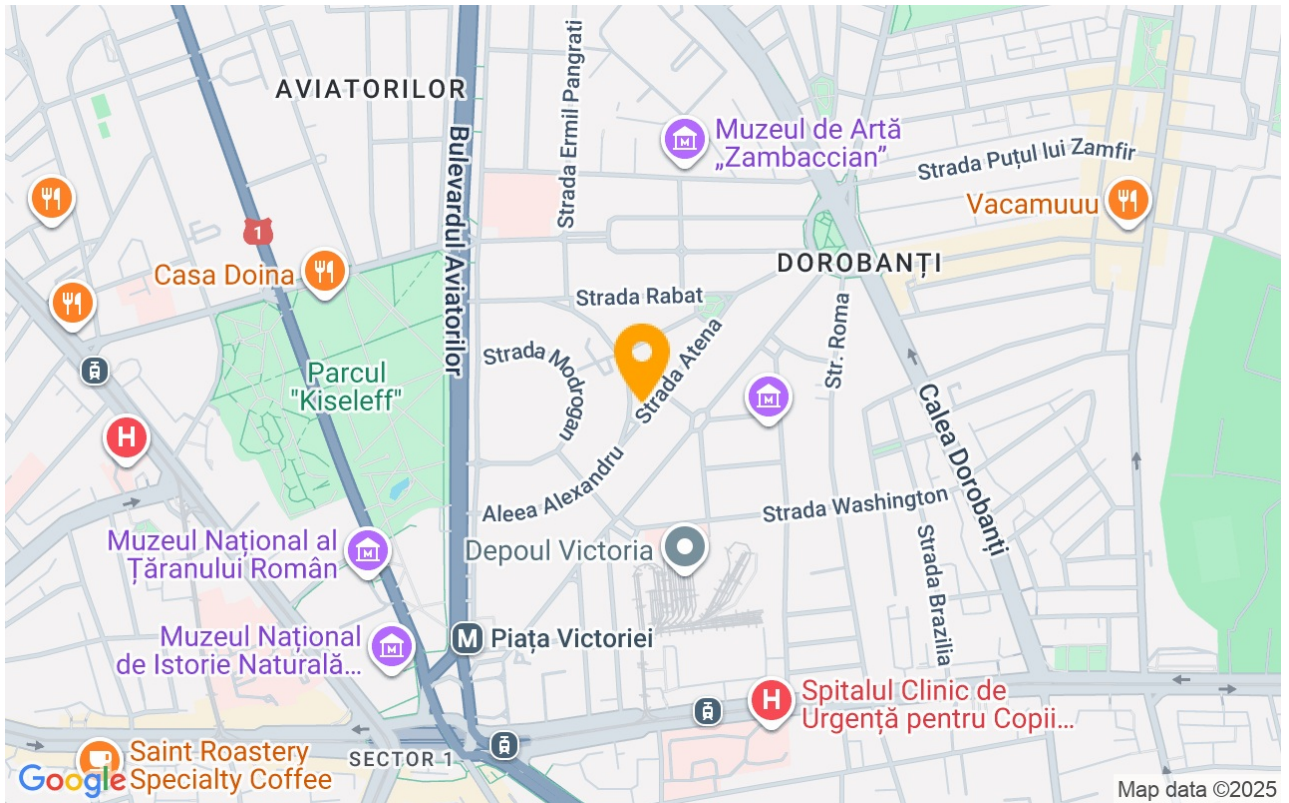 AVIATORILOR
Bulevardul Aviatorilor
Strada Ermil Pangrati
Muzeul de Artă
„Zambaccian”
Strada Puțul lui Zamfir
Vacamuuu
1
Casa Doina
DOROBANȚI
Strada Rabat
Str. Roma
Strada Modrogan
Strada Atena
Parcul
"Kiseleff"
Calea Dorobanți
H
Aleea Alexandru
Strada Washington
Muzeul Național al
Țăranului Român
Depoul Victoria
Strada Brazilia
Muzeul Național
de Istorie Naturală...
M Piața Victoriei
H
Spitalul Clinic de
Urgență pentru Copii...
SECTOR 1
Saint Roastery
Specialty Coffee
Google
Map data ©2025